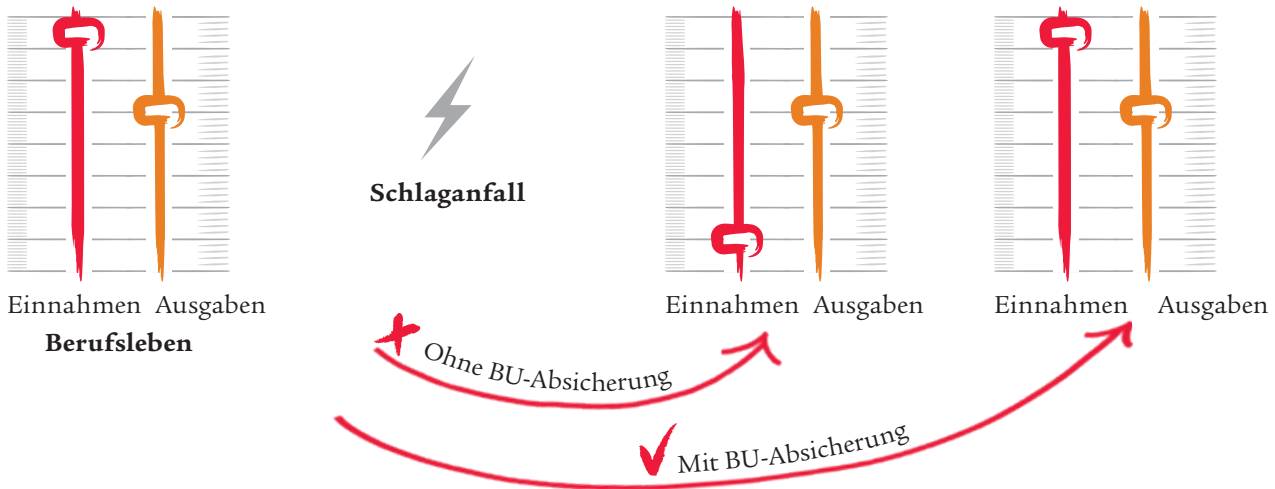 Schlaganfall
Einnahmen Ausgaben
Berufsleben
Einnahmen Ausgaben
Einnahmen Ausgaben
Ohne BU-Absicherung
Mit BU-Absicherung